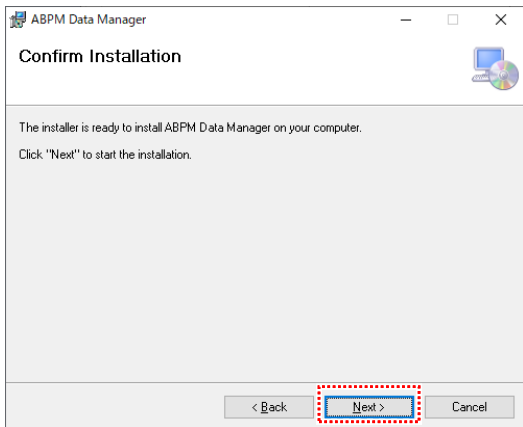 ABPM Data Manager
Confirm Installation
The installer is ready to install ABPM Data Manager on your computer.
Click "Next" to start the installation.
< Back
Next >
Cancel